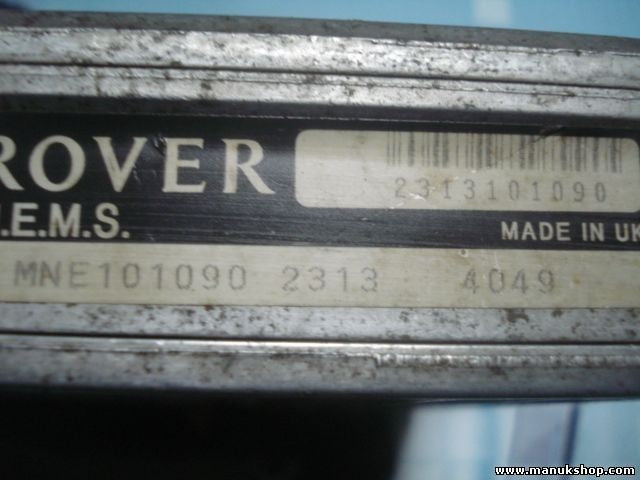 ROVER
2313101090
.E.M.S.
MADE IN UK
MNE101090 2313 4049
www.manukshop.com